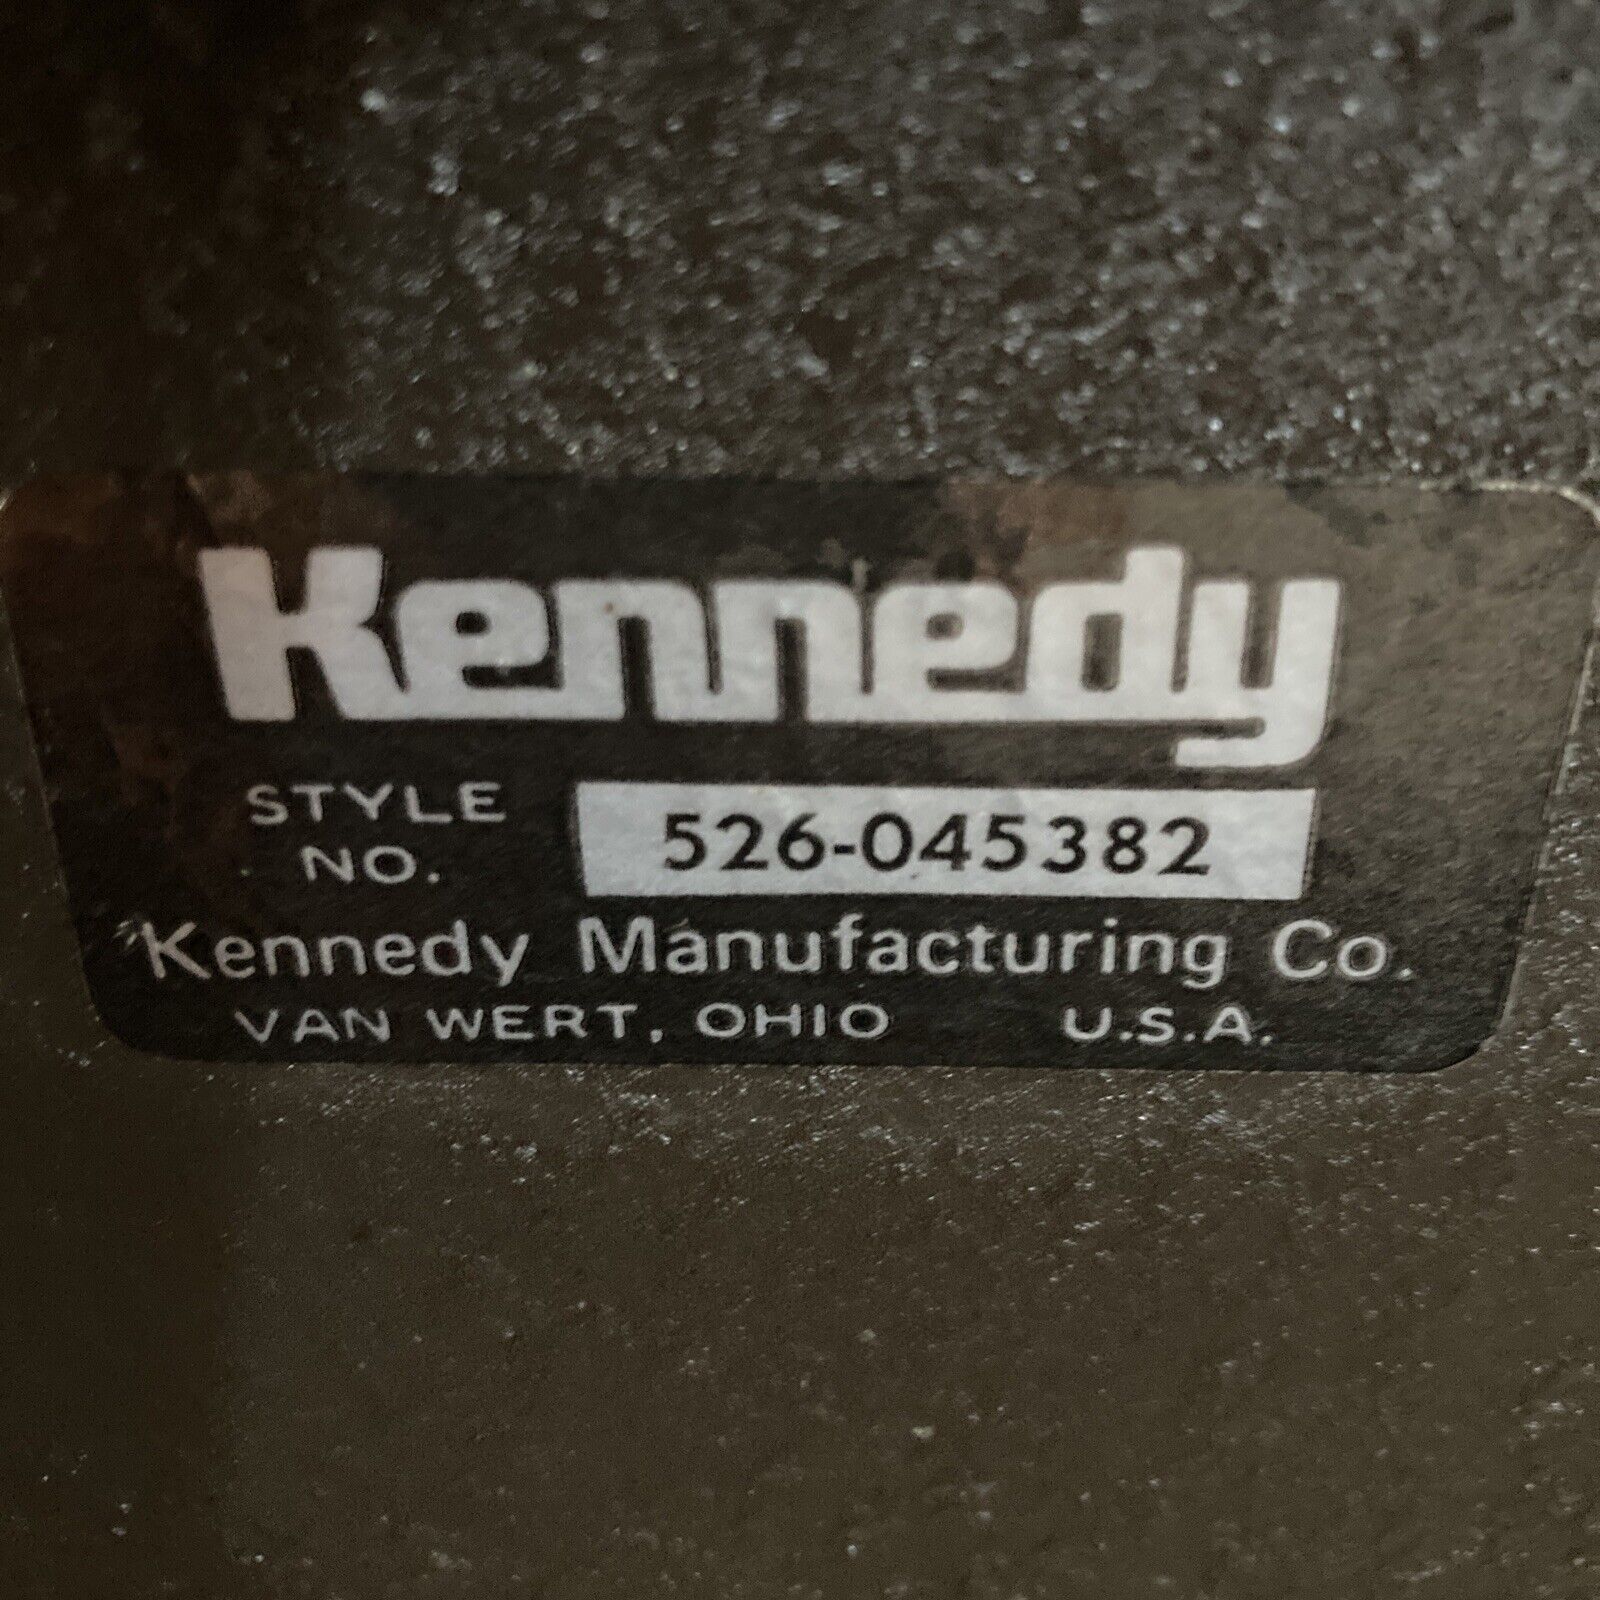 Kennedy
STYLE
NO. 526-045382
Kennedy Manufacturing Co.
VAN WERT, OHIO U.S.A.